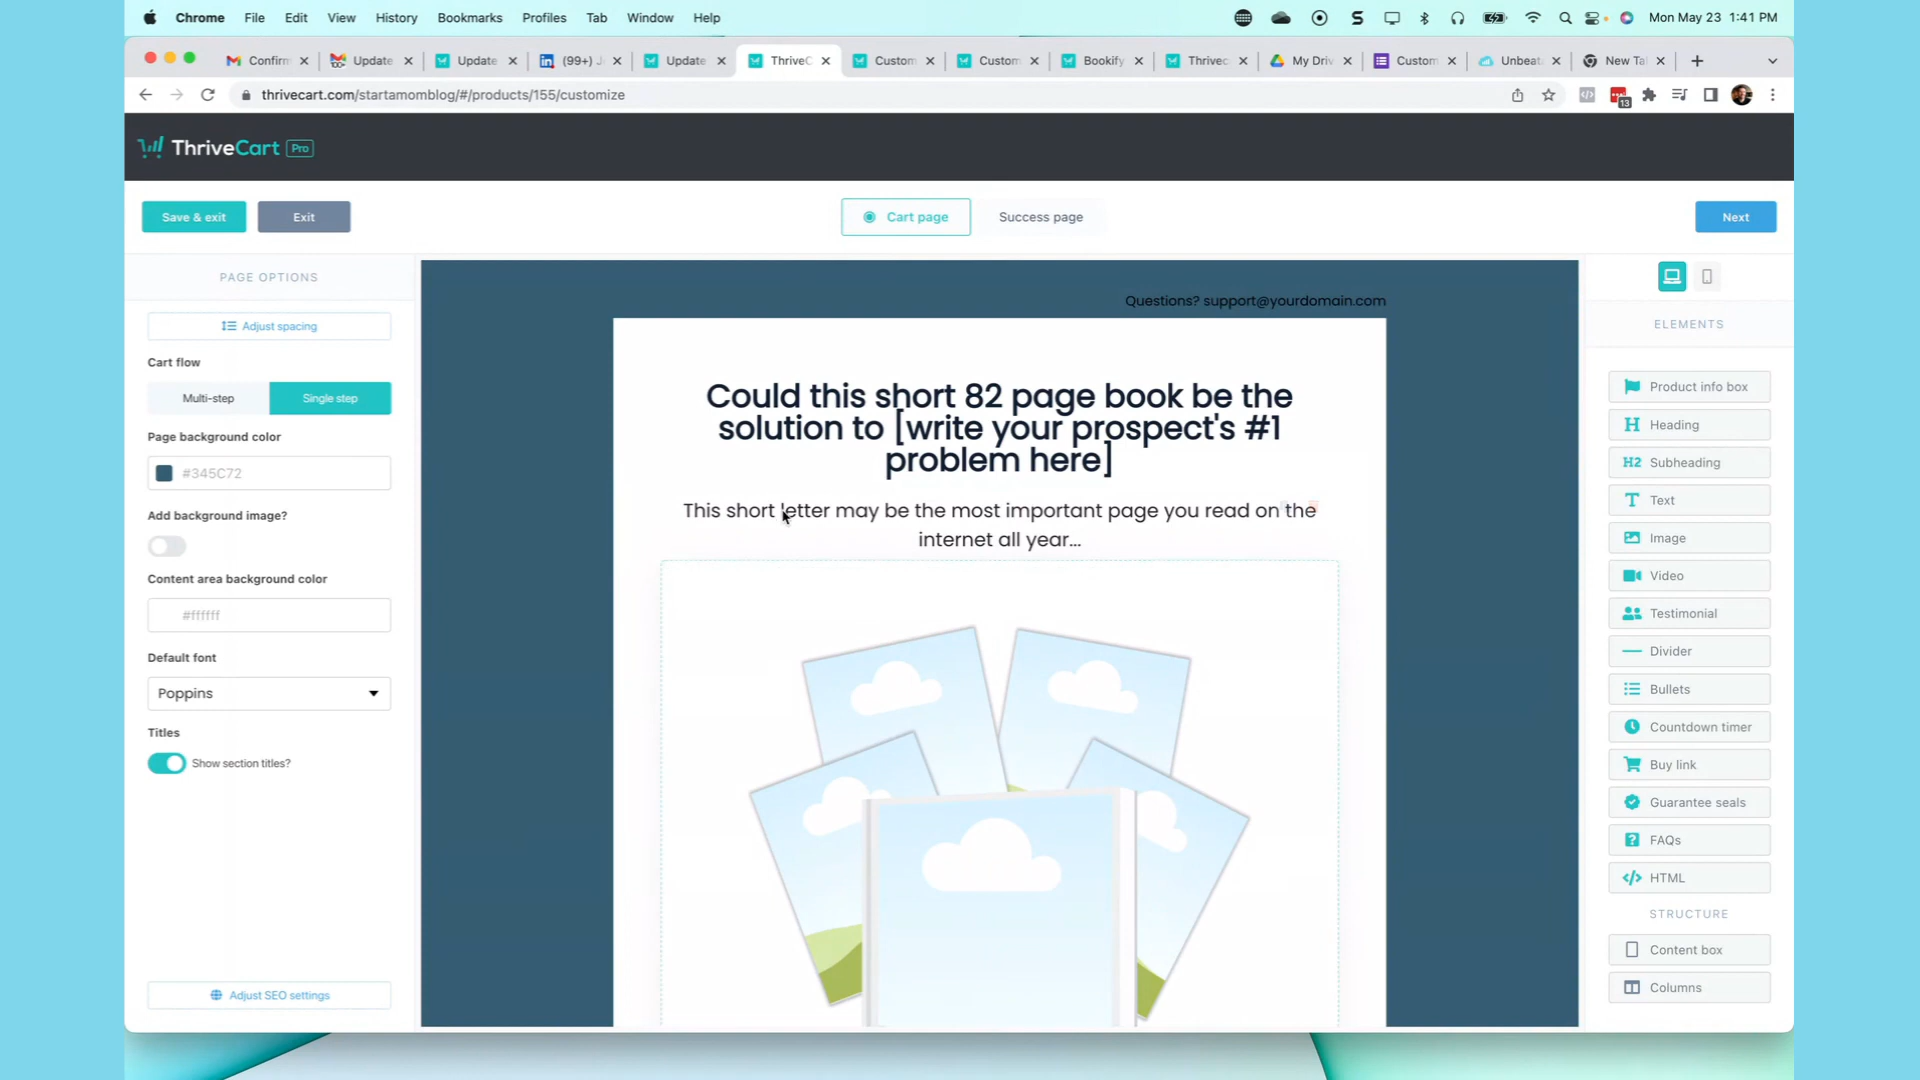 Chrome File Edit View History Bookmarks Profiles Tab Window Help
Mon May 23 1:41 PM
Confirm Update Update (99+) Update ThriveC Custom Custom Bookify Thrivec My Driv Custom Unbeat New Ta
thrivecart.com/startamomblog/#/products/155/customize
13
ThriveCart Pro
Save & exit
Exit
Cart page
Success page
Next
PAGE OPTIONS
Adjust spacing
Cart flow
Multi-step
Single step
Page background color
#345C72
Add background image?
Content area background color
#ffffff
Default font
Poppins
Titles
Show section titles?
Adjust SEO settings
Questions? support@yourdomain.com
Could this short 82 page book be the
solution to [write your prospect's #1
problem here]
This short letter may be the most important page you read on the
internet all year...
ELEMENTS
Product info box
H Heading
H2 Subheading
T Text
Image
Video
Testimonial
Divider
Bullets
Countdown timer
Buy link
Guarantee seals
FAQs
HTML
STRUCTURE
Content box
Columns